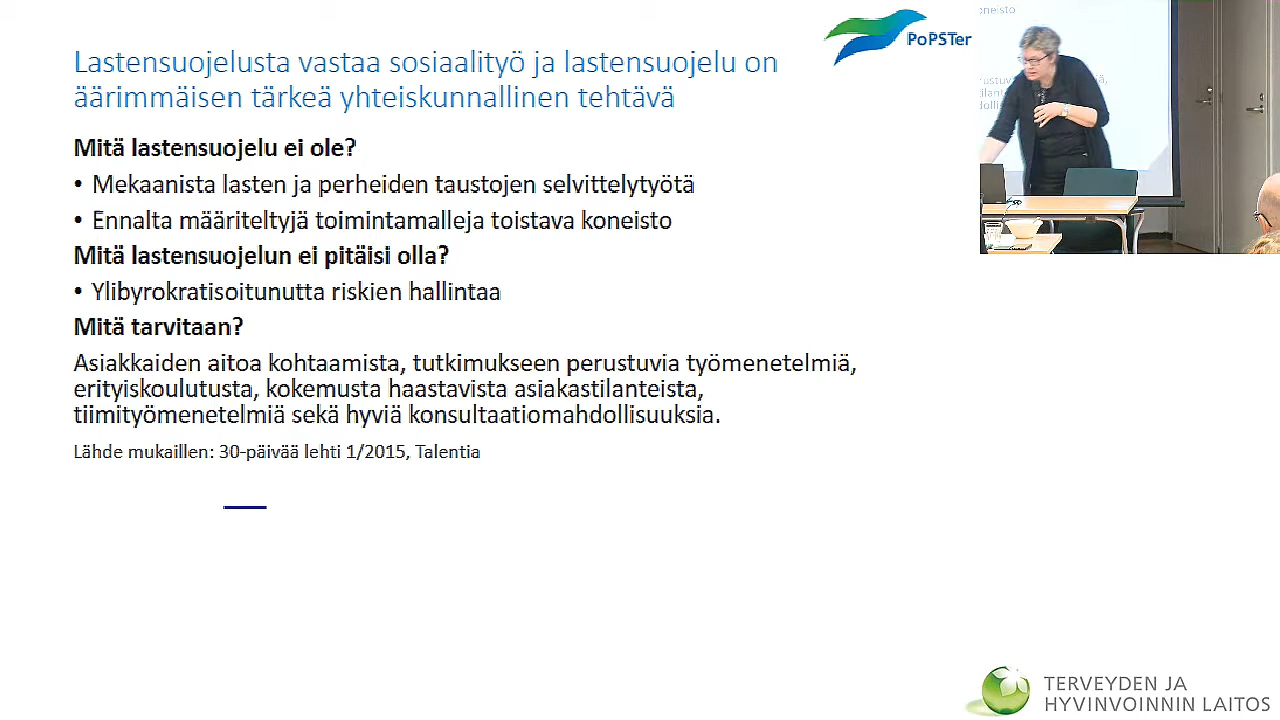 Lastensuojelusta vastaa sosiaalityö ja lastensuojelu on
äärimmäisen tärkeä yhteiskunnallinen tehtävä
PoPSTer
Mitä lastensuojelu ei ole?
• Mekaanista lasten ja perheiden taustojen selvittelytyötä
• Ennalta määriteltyjä toimintamalleja toistava koneisto
Mitä lastensuojelun ei pitäisi olla?
• Ylibyrokratisoitunutta riskien hallintaa
Mitä tarvitaan?
Asiakkaiden aitoa kohtaamista, tutkimukseen perustuvia työmenetelmiä,
erityiskoulutusta, kokemusta haastavista asiakastilanteista,
tiimityömenetelmiä sekä hyviä konsultaatiomahdollisuuksia.
Lähde mukaillen: 30-päivää lehti 1/2015, Talentia
TERVEYDEN JA
HYVINVOINNIN LAITOS